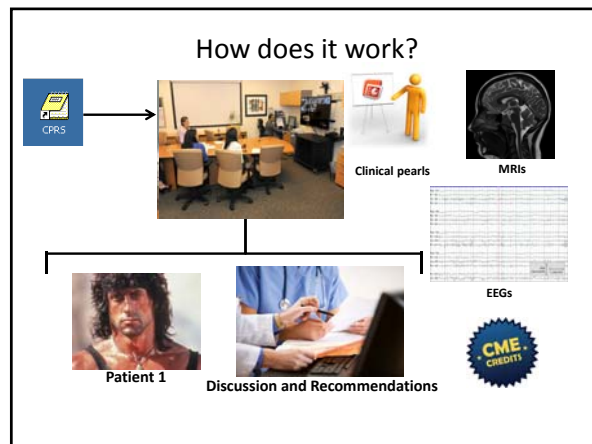 How does it work?
CPRS
Clinical pearls
MRIs
EEGs
Patient 1
Discussion and Recommendations
CME
CREDITS